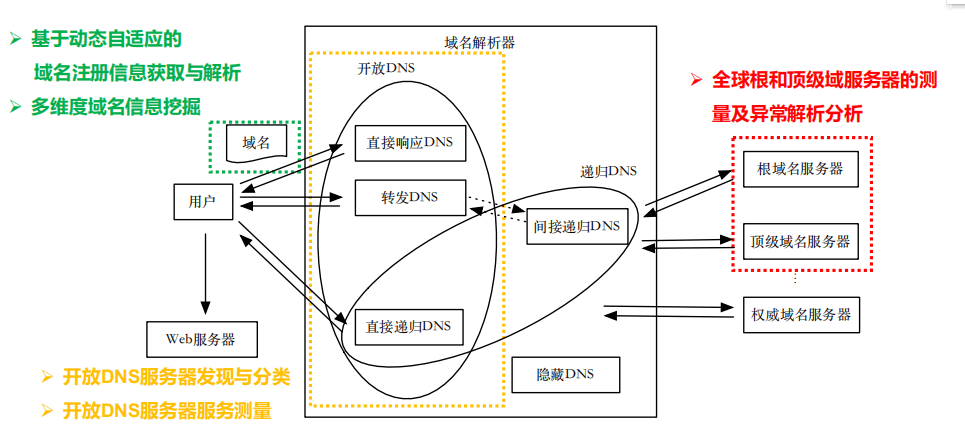 ➢ 基于动态自适应的
域名注册信息获取与解析
➢ 多维度域名信息挖掘
域名
用户
Web服务器
➢ 开放DNS服务器发现与分类
➢ 开放DNS服务器服务测量
域名解析器
开放DNS
直接响应DNS
转发DNS
直接递归DNS
递归DNS
间接递归DNS
隐藏DNS
➢ 全球根和顶级域服务器的测
量及异常解析分析
根域名服务器
顶级域名服务器
⋮
权威域名服务器